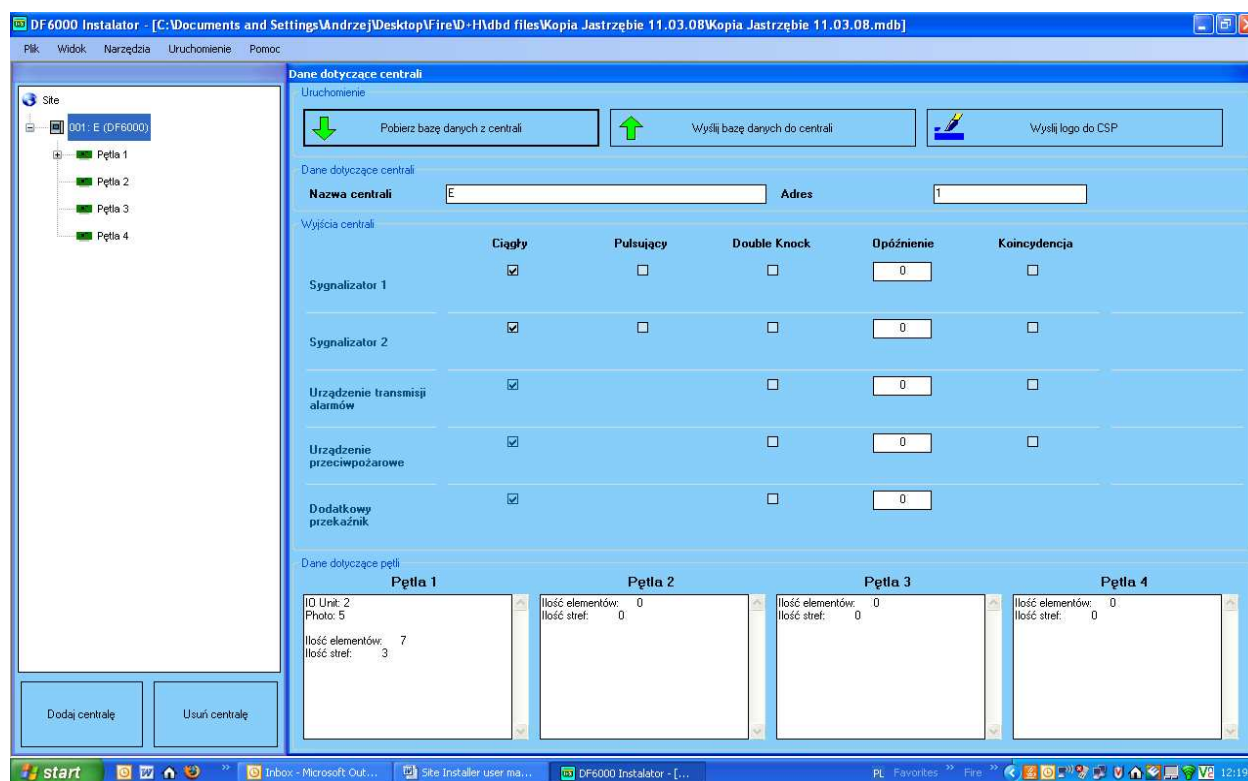 DF6000 Instalator - [C:\Documents and Settings\Andrzej\Desktop\Fire\D+H\dbd files\Kopia Jastrzębie 11.03.08\Kopia Jastrzębie 11.03.08.mdb]
Plik Widok Narzędzia Uruchomienie Pomoc
Site
001: E (DF6000)
Pętla 1
Pętla 2
Pętla 3
Pętla 4
Dodaj centralę Usuń centralę
Dane dotyczące centrali
Uruchomienie
Pobierz bazę danych z centrali Wyślij bazę danych do centrali Wyslij logo do CSP
Dane dotyczące centrali
Nazwa centrali E Adres 1
Wyjścia centrali
Ciągły Pulsujący Double Knock Opóźnienie Koincydencja
Sygnalizator 1 0
Sygnalizator 2 0
Urządzenie transmisji 0
alarmów
Urządzenie 0
przeciwpożarowe
Dodatkowy 0
przekaźnik
Dane dotyczące pętli
Pętla 1 Pętla 2 Pętla 3 Pętla 4
IO Unit: 2
Photo: 5
Ilość elementów: 7
Ilość stref: 3
Ilość elementów: 0
Ilość stref: 0
Ilość elementów: 0
Ilość stref: 0
Ilość elementów: 0
Ilość stref: 0
start Inbox - Microsoft Out... Site Installer user ma... DF6000 Instalator - [... PL Favorites Fire 12:19